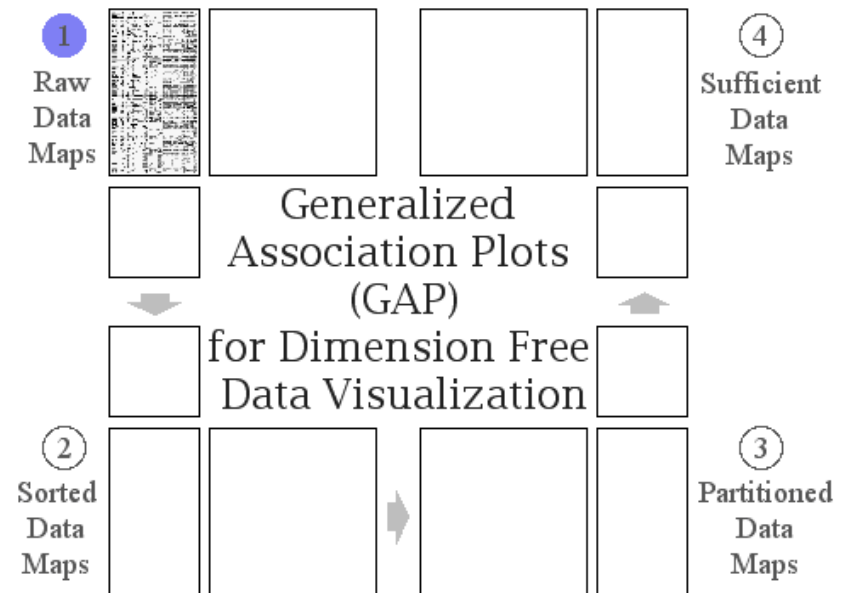 1
Raw
Data
Maps
4
Sufficient
Data
Maps
Generalized
Association Plots
(GAP)
for Dimension Free
Data Visualization
2
Sorted
Data
Maps
3
Partitioned
Data
Maps